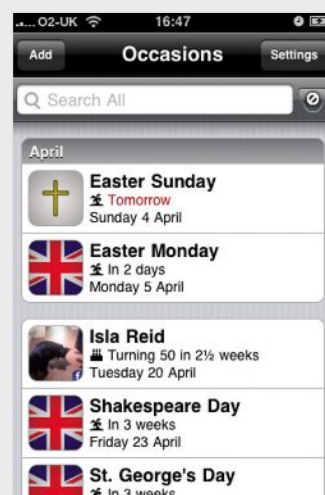 O2-UK 16:47
Add Occasions Settings
Search All
April
Easter Sunday
Tomorrow
Sunday 4 April
Easter Monday
In 2 days
Monday 5 April
Isla Reid
Turning 50 in 2½ weeks
Tuesday 20 April
Shakespeare Day
In 3 weeks
Friday 23 April
St. George's Day
In 3 weeks